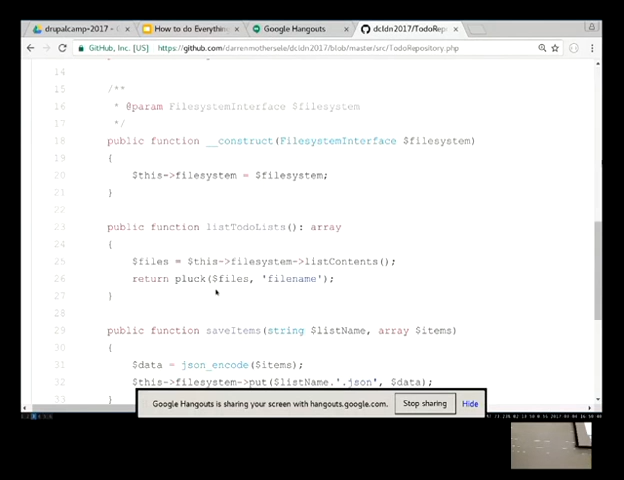 drupalcamp-2017 - G
How to do Everythin
Google Hangouts
dcldn2017/TodoRepo
GitHub, Inc. [US]
https://github.com/darrenmothersele/dcldn2017/blob/master/src/TodoRepository.php
14
15 /**
16 * @param FilesystemInterface $filesystem
17 */
18 public function __construct(FilesystemInterface $filesystem)
19 {
20 $this->filesystem = $filesystem;
21 }
22
23 public function listTodoLists(): array
24 {
25 $files = $this->filesystem->listContents();
26 return pluck($files, 'filename');
27 }
28
29 public function saveItems(string $listName, array $items)
30 {
31 $data = json_encode($items);
32 $this->filesystem->put($listName.'.json', $data);
33 }
Google Hangouts is sharing your screen with hangouts.google.com.
Stop sharing
Hide